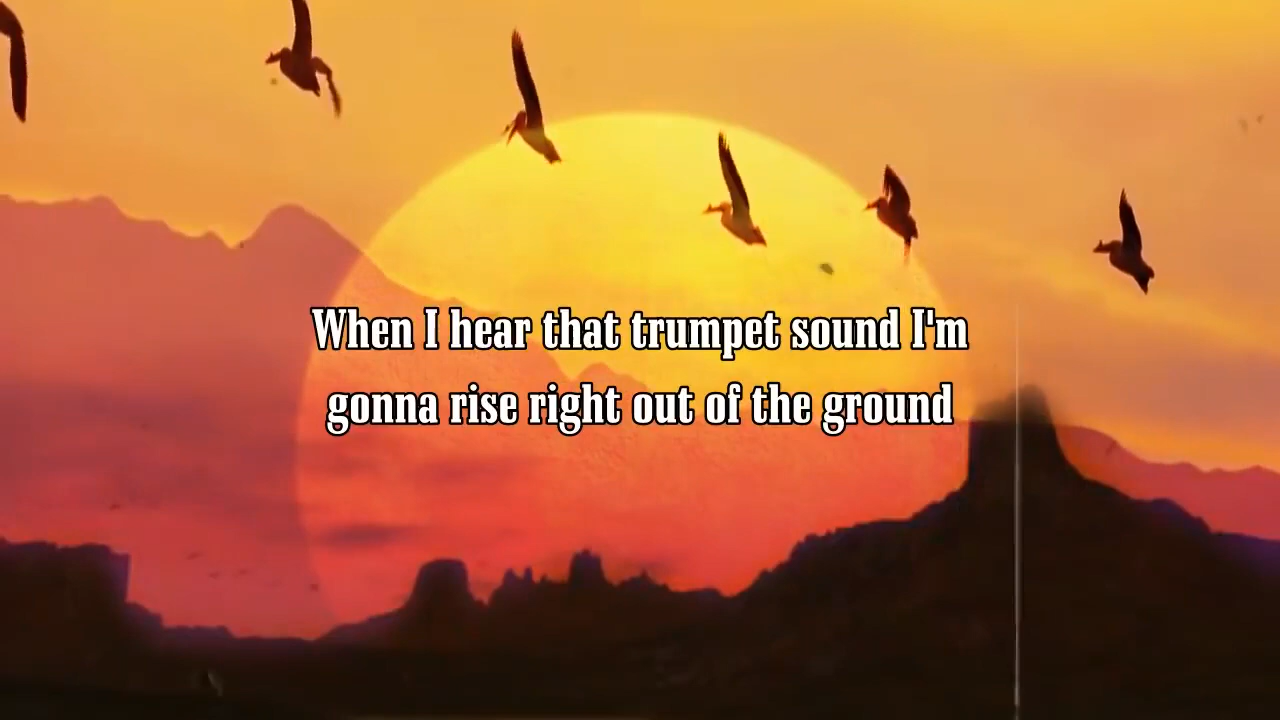 When I hear that trumpet sound I'm
gonna rise right out of the ground